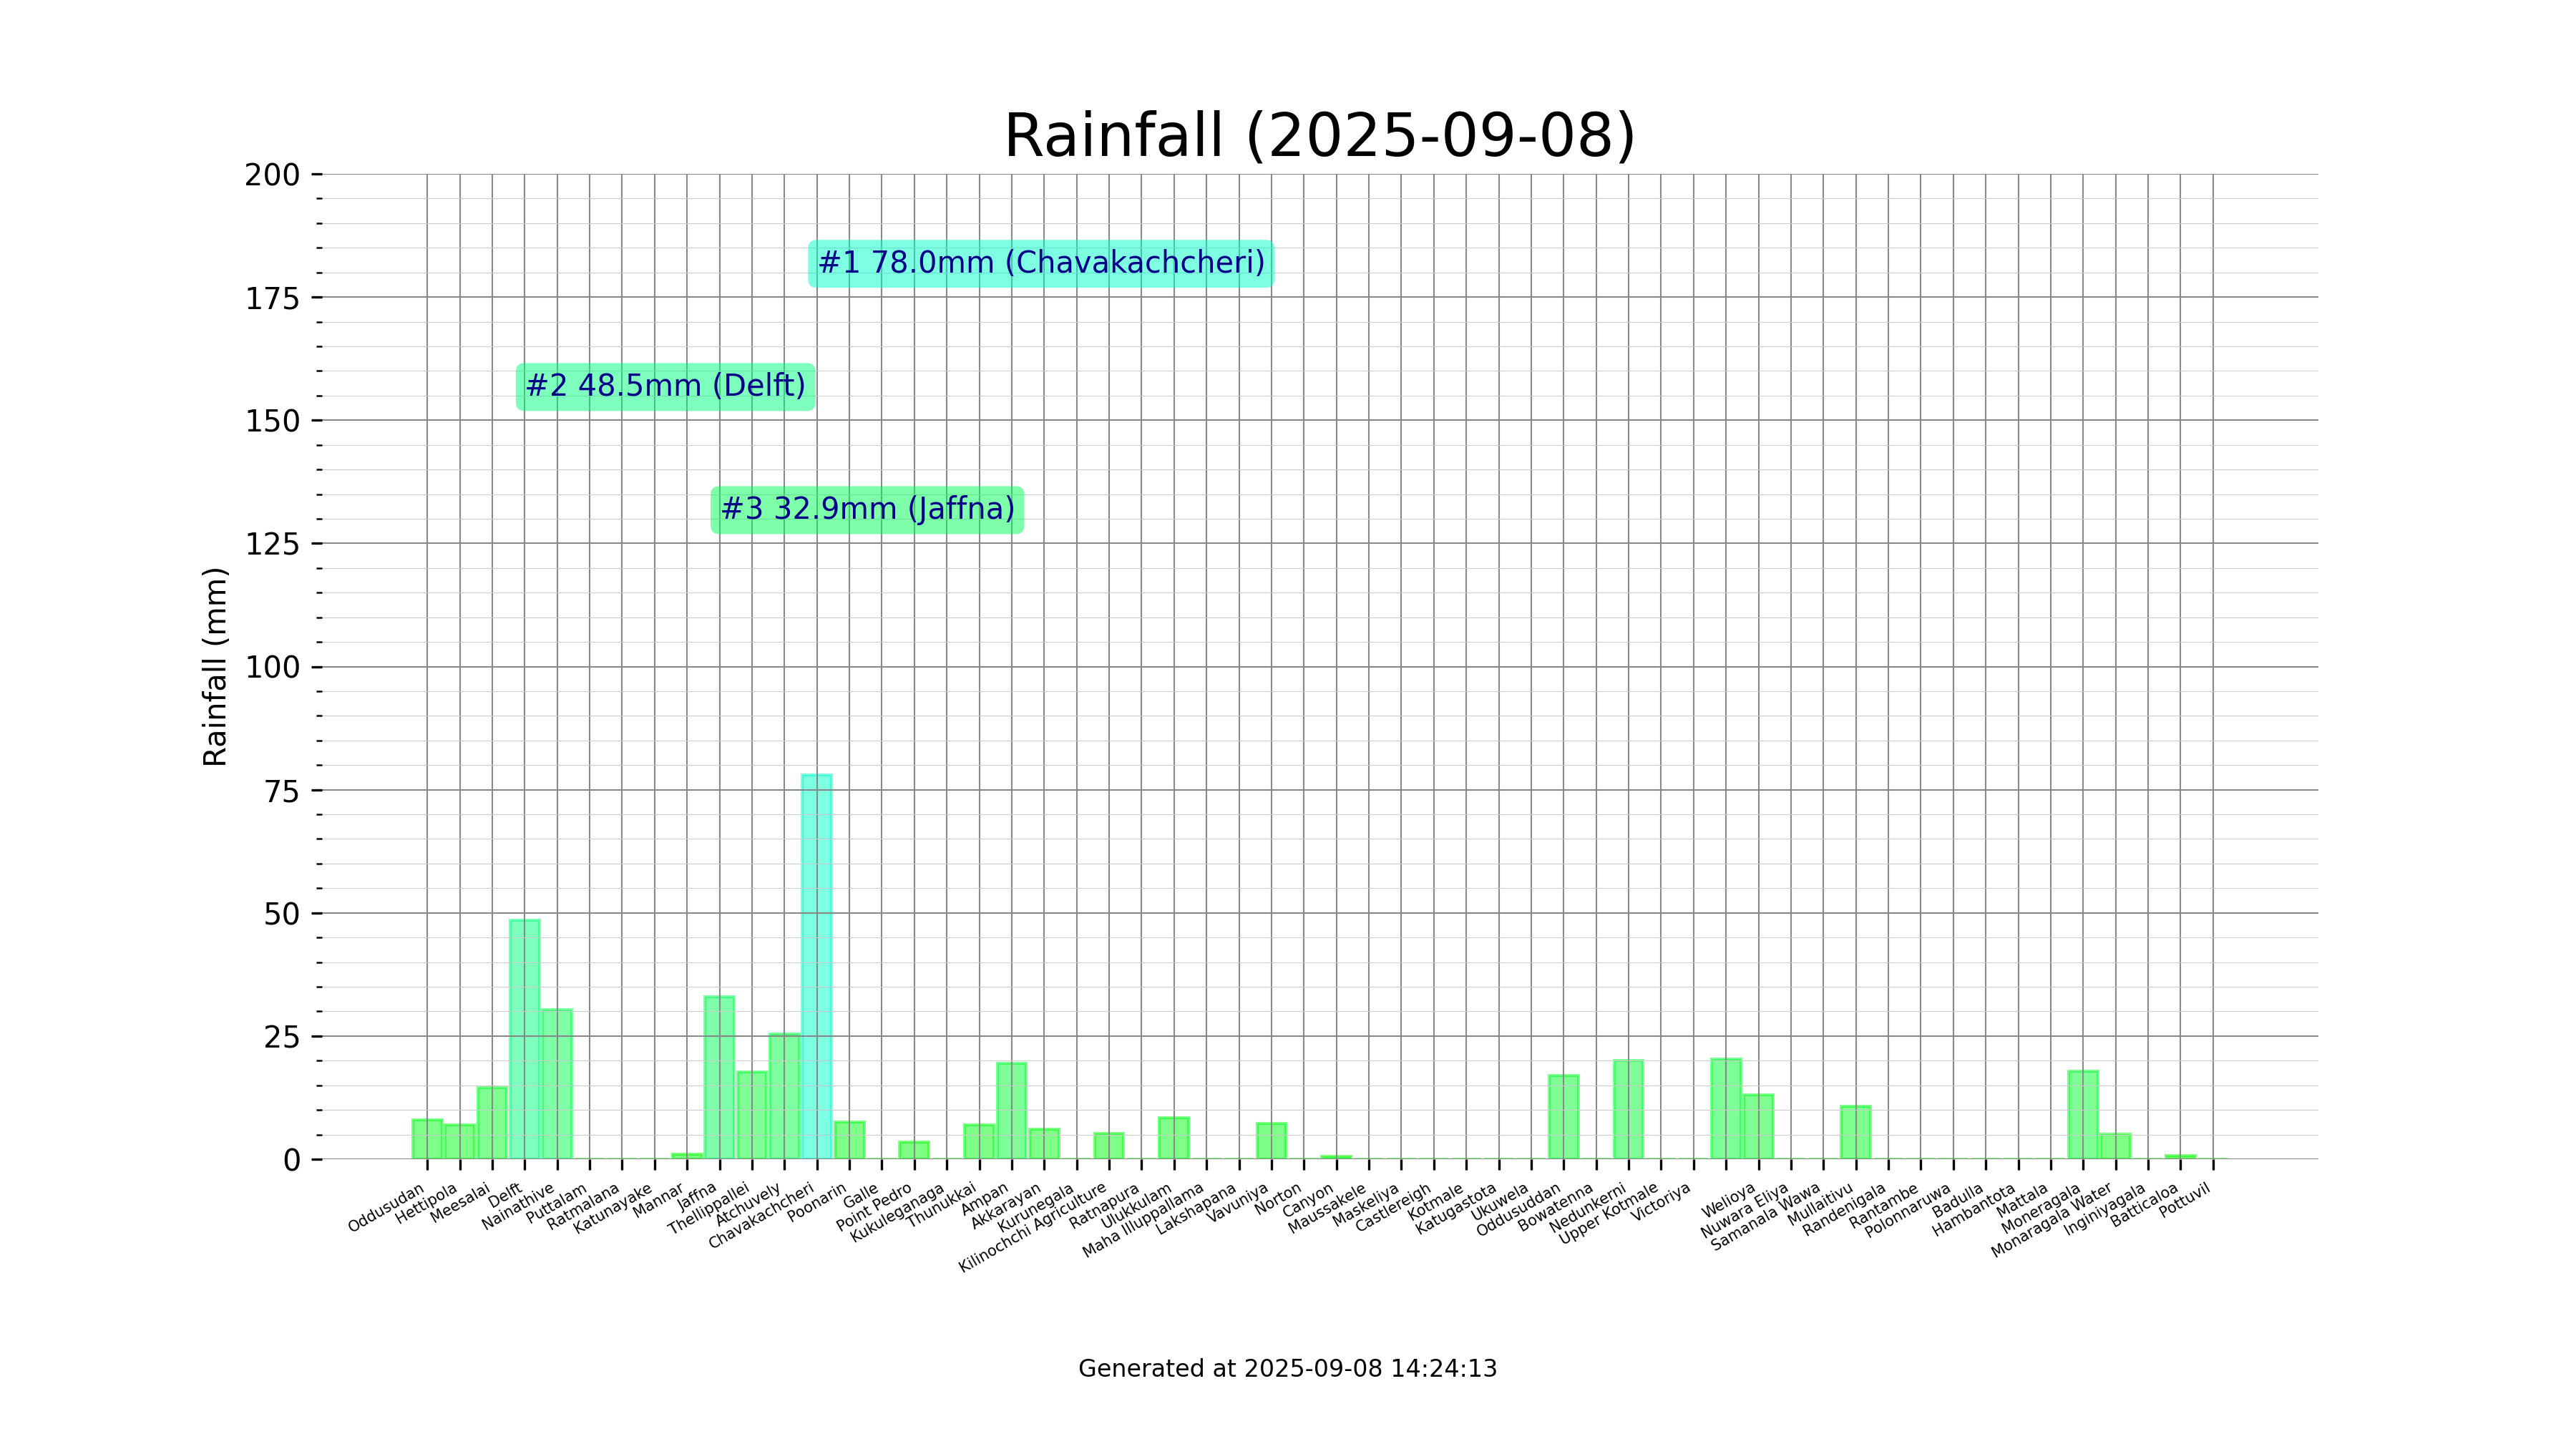 Rainfall (2025-09-08)
200
175
150
125
100
75
50
25
0
Rainfall (mm)
#1 78.0mm (Chavakachcheri)
#2 48.5mm (Delft)
#3 32.9mm (Jaffna)
Oddusudan
Hettipola
Meesalai
Delft
Nainathive
Puttalam
Ratmalana
Katunayake
Mannar
Jaffna
Thellippallei
Atchuvely
Chavakachcheri
Poonarin
Galle
Point Pedro
Kukuleganaga
Thunukkai
Ampan
Akkarayan
Kurunegala
Kilinochchi Agriculture
Ratnapura
Ulukkulam
Maha Illuppallama
Lakshapana
Vavuniya
Norton
Canyon
Maussakele
Maskeliya
Castlereigh
Kotmale
Katugastota
Ukuwela
Oddusuddan
Bowatenna
Nedunkerni
Upper Kotmale
Victoriya
Welioya
Nuwara Eliya
Samanala Wawa
Mullaitivu
Randenigala
Rantambe
Polonnaruwa
Badulla
Hambantota
Mattala
Moneragala
Monaragala Water
Inginiyagala
Batticaloa
Pottuvil
Generated at 2025-09-08 14:24:13